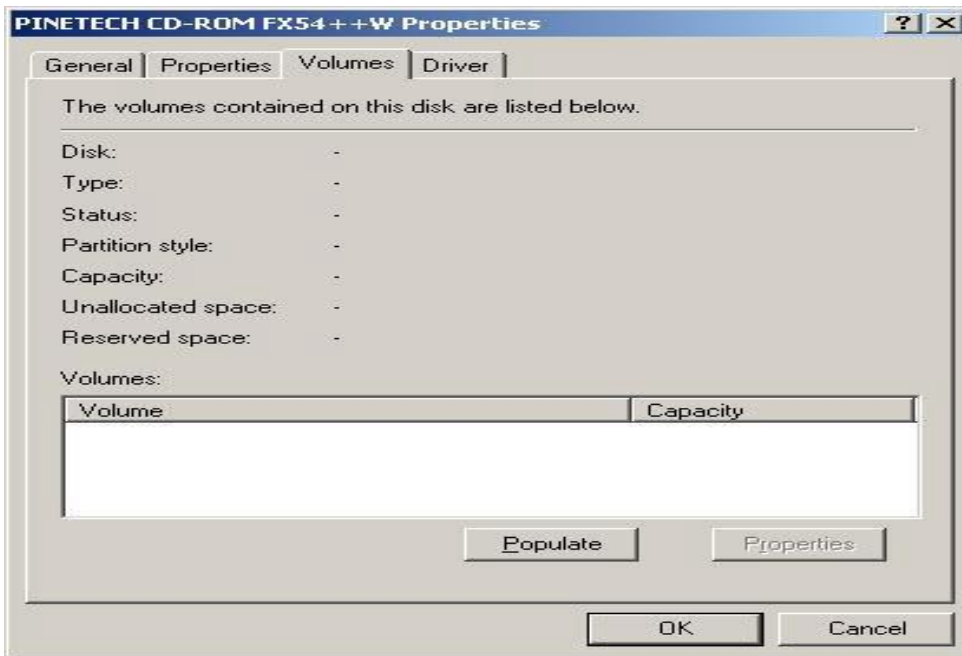 PINETECH CD-ROM FX54++W Properties
General Properties Volumes Driver
The volumes contained on this disk are listed below.
Disk: -
Type: -
Status: -
Partition style: -
Capacity: -
Unallocated space: -
Reserved space: -
Volumes:
Volume Capacity
Populate Properties
OK Cancel